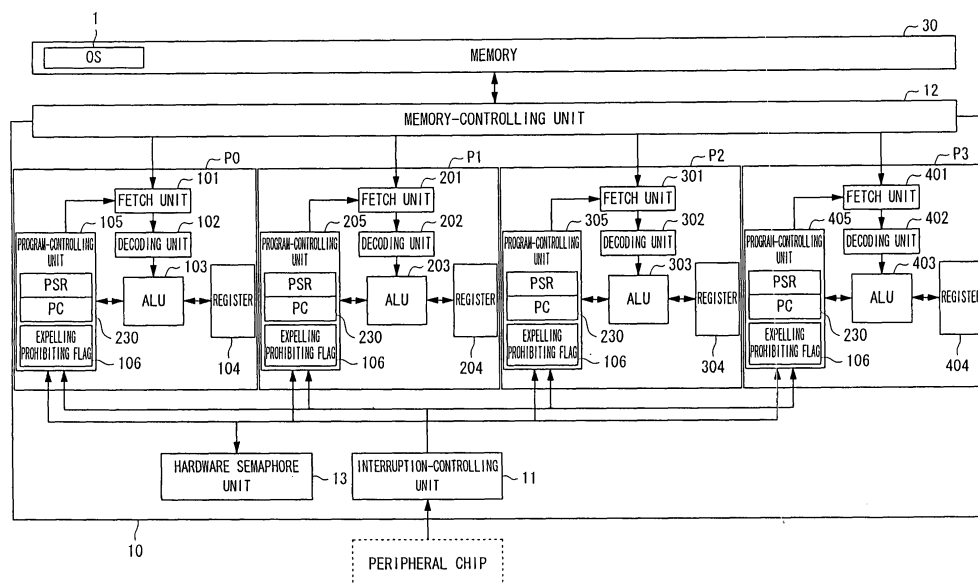 1
30
OS
MEMORY
12
MEMORY-CONTROLLING UNIT
P0
P1
P2
P3
101
FETCH UNIT
105
102
PROGRAM-CONTROLLING
UNIT
DECODING UNIT
103
PSR
PC
ALU
REGISTER
EXPELLING
PROHIBITING FLAG
230
106
104
201
FETCH UNIT
205
202
PROGRAM-CONTROLLING
UNIT
DECODING UNIT
203
PSR
PC
ALU
REGISTER
EXPELLING
PROHIBITING FLAG
230
106
204
301
FETCH UNIT
305
302
PROGRAM-CONTROLLING
UNIT
DECODING UNIT
303
PSR
PC
ALU
REGISTER
EXPELLING
PROHIBITING FLAG
230
106
304
401
FETCH UNIT
405
402
PROGRAM-CONTROLLING
UNIT
DECODING UNIT
403
PSR
PC
ALU
REGISTER
EXPELLING
PROHIBITING FLAG
230
106
404
HARDWARE SEMAPHORE
UNIT
13
INTERRUPTION-CONTROLLING
UNIT
11
10
PERIPHERAL CHIP